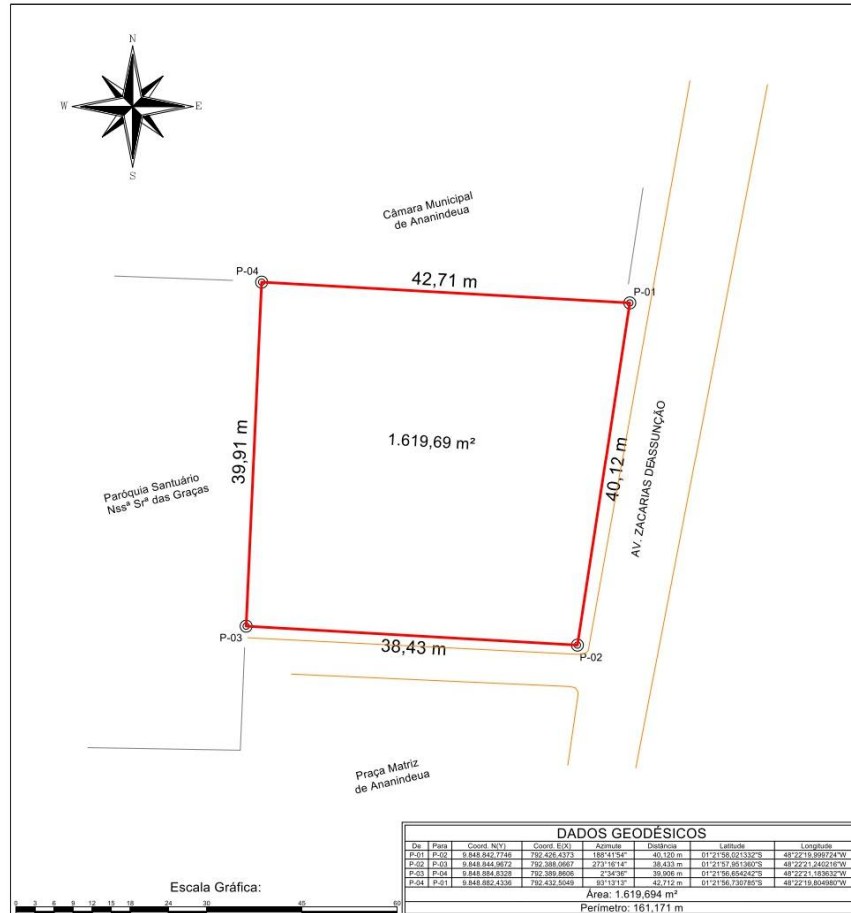 N
W E
S
Câmara Municipal
de Ananindeua
P-04
42,71 m
P-01
39,91 m
1.619,69 m²
40,12 m
AV. ZACARIAS DEASSUNÇÃO
Paróquia Santuário
Nssª Srª das Graças
P-03
38,43 m
P-02
Praça Matriz
de Ananindeua
DADOS GEODÉSICOS
De Para Coord. N(Y) Coord. E(X) Azimute Distância Latitude Longitude
P-01 P-02 9.848.842,7746 792.426,4373 188°41'54" 40,120 m 01°21'58,021332"S 48°22'19,999724"W
P-02 P-03 9.848.844,9672 792.388,0667 273°16'14" 38,433 m 01°21'57,951360"S 48°22'21,240216"W
P-03 P-04 9.848.884,8328 792.389,8606 2°34'36" 39,906 m 01°21'56,654242"S 48°22'21,183632"W
P-04 P-01 9.848.882,4336 792.432,5049 93°13'13" 42,712 m 01°21'56,730785"S 48°22'19,804980"W
Área: 1.619,694 m²
Perímetro: 161,171 m
Escala Gráfica:
0 3 6 9 12 15 18 24 30 45 60